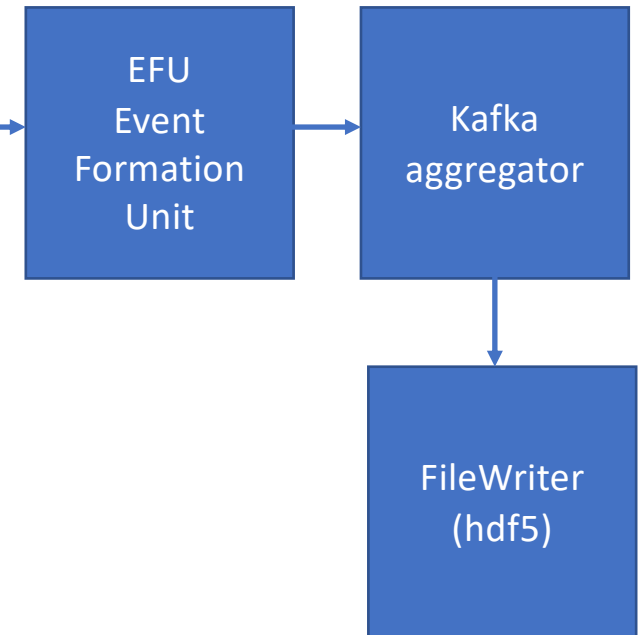 EFU
Event
Formation
Unit
Kafka
aggregator
FileWriter
(hdf5)